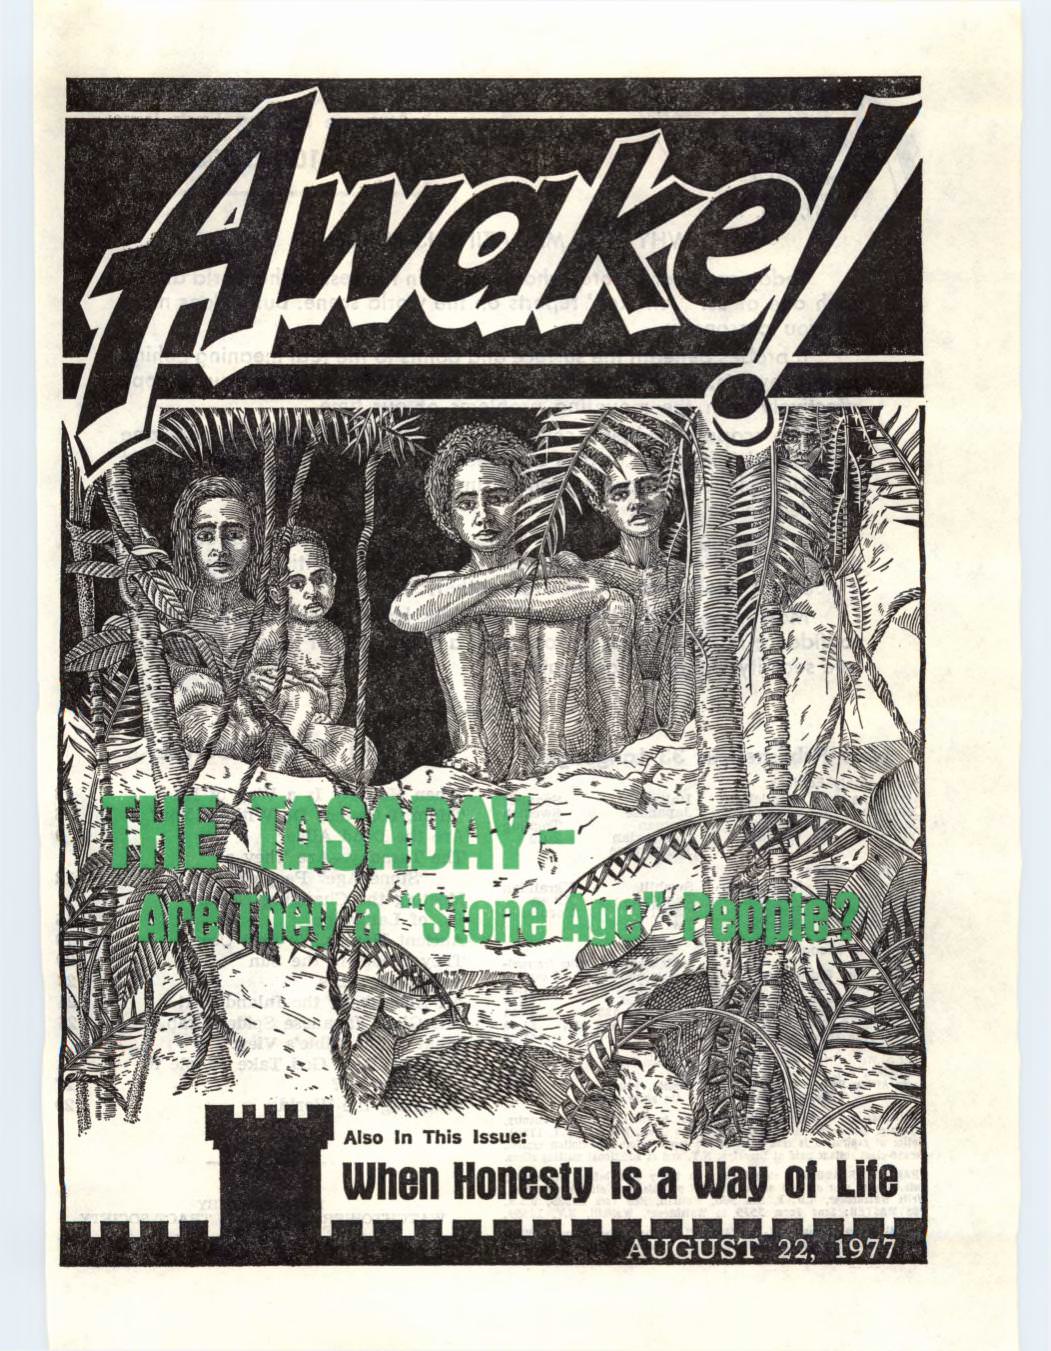 Awake!
THE TASADAY–
Are They a "Stone Age" People?
Also In This Issue:
When Honesty Is a Way of Life
AUGUST 22, 1977